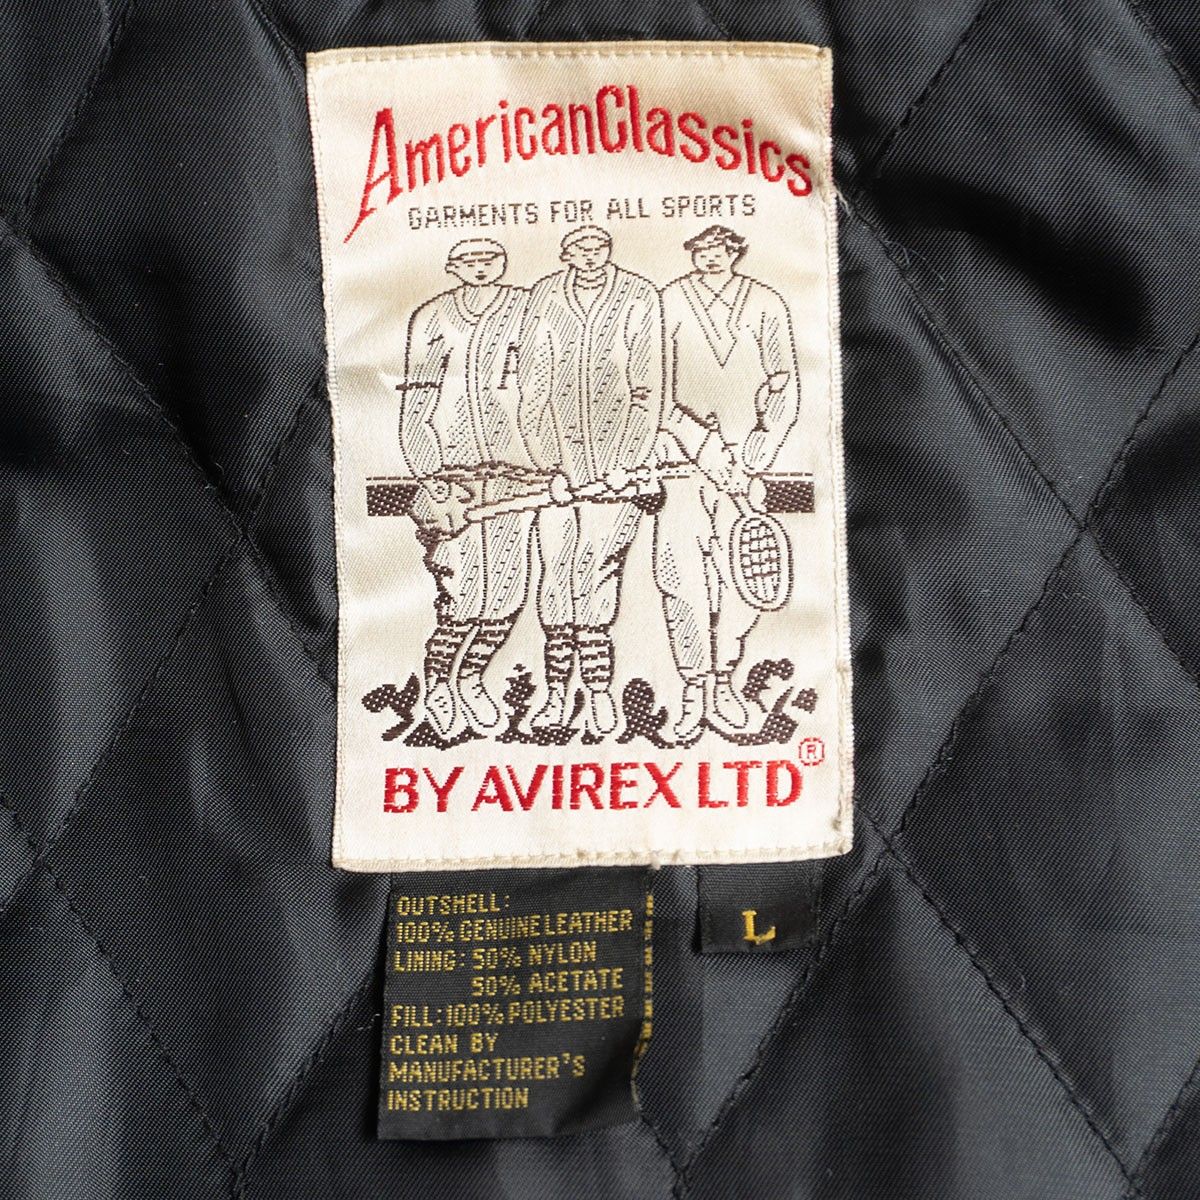 AmericanClassics
GARMENTS FOR ALL SPORTS
A
BY AVIREX LTD®
OUTSHELL:
100% GENUINE LEATHER
LINING: 50% NYLON
50% ACETATE
FILL: 100% POLYESTER
CLEAN BY
MANUFACTURER'S
INSTRUCTION
L